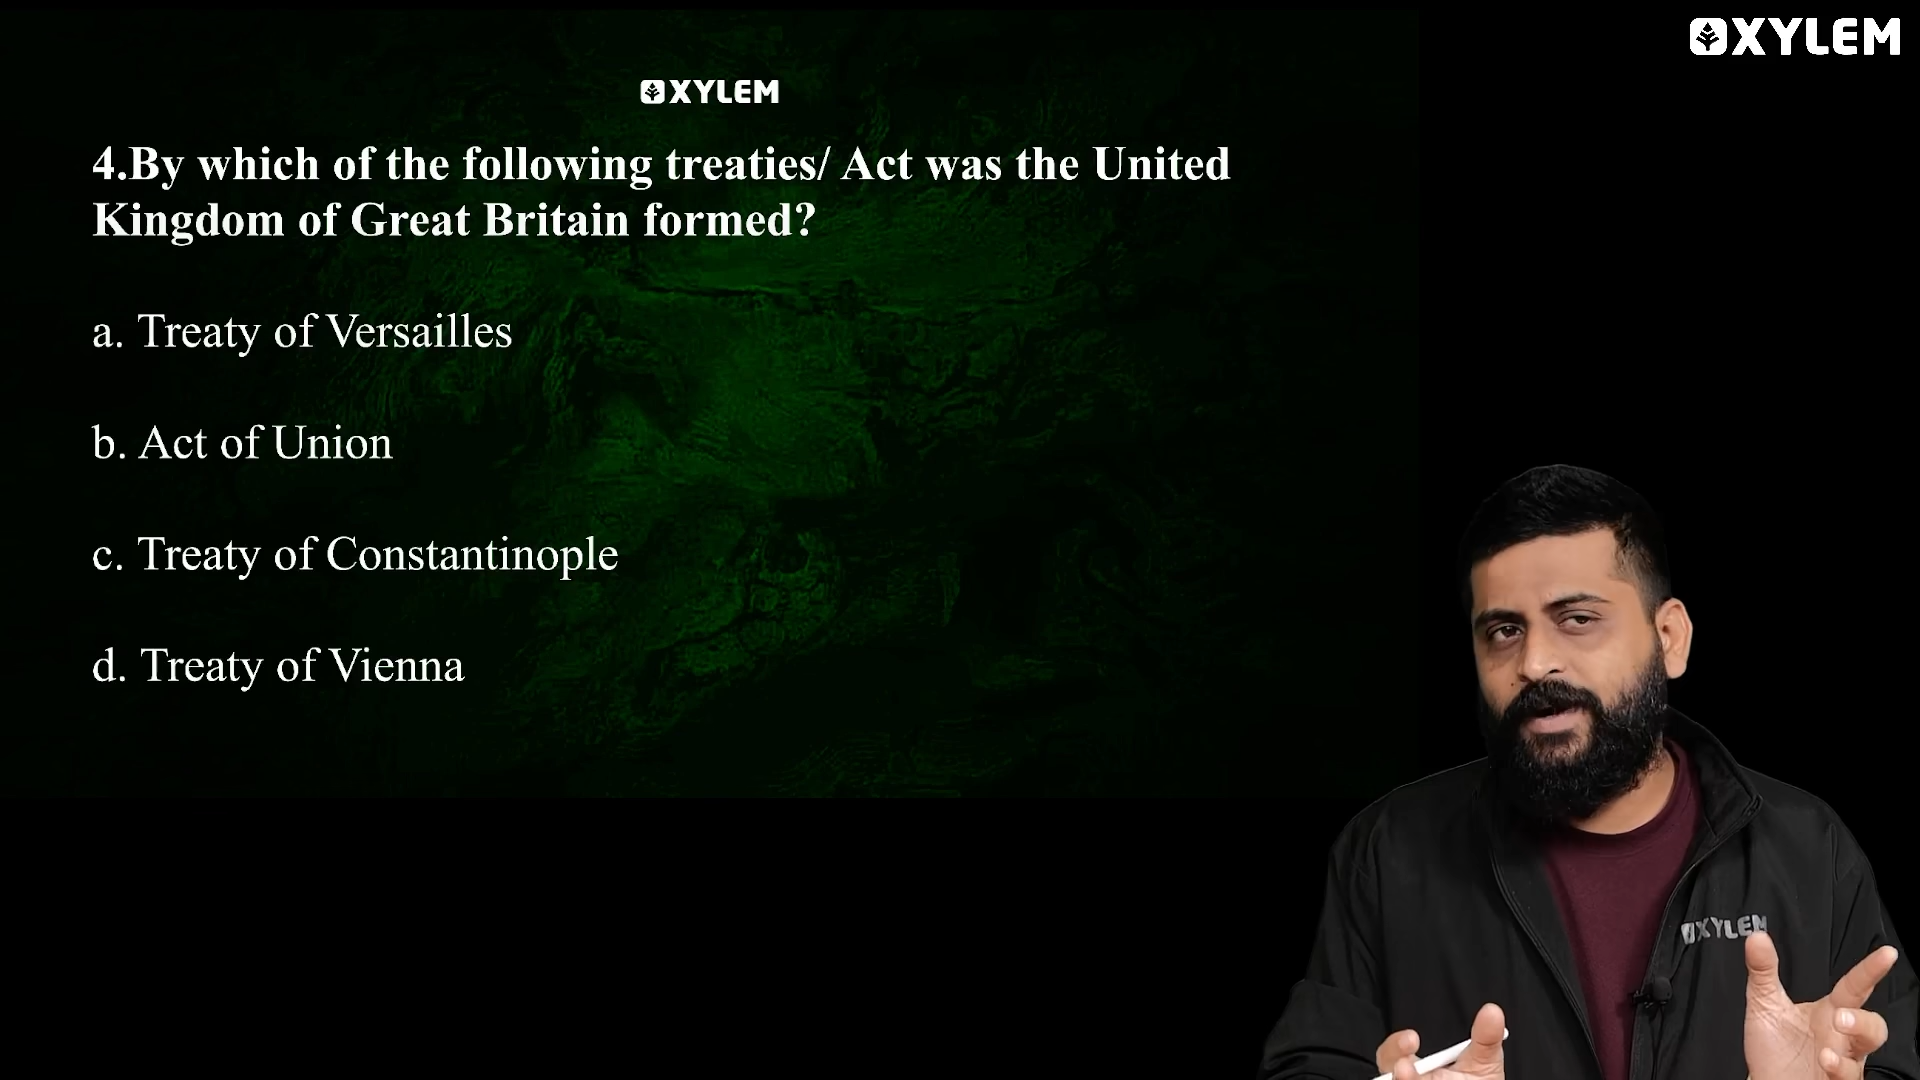 XYLEM
XYLEM
4.By which of the following treaties/ Act was the United
Kingdom of Great Britain formed?
a. Treaty of Versailles
b. Act of Union
c. Treaty of Constantinople
d. Treaty of Vienna
XYLEM